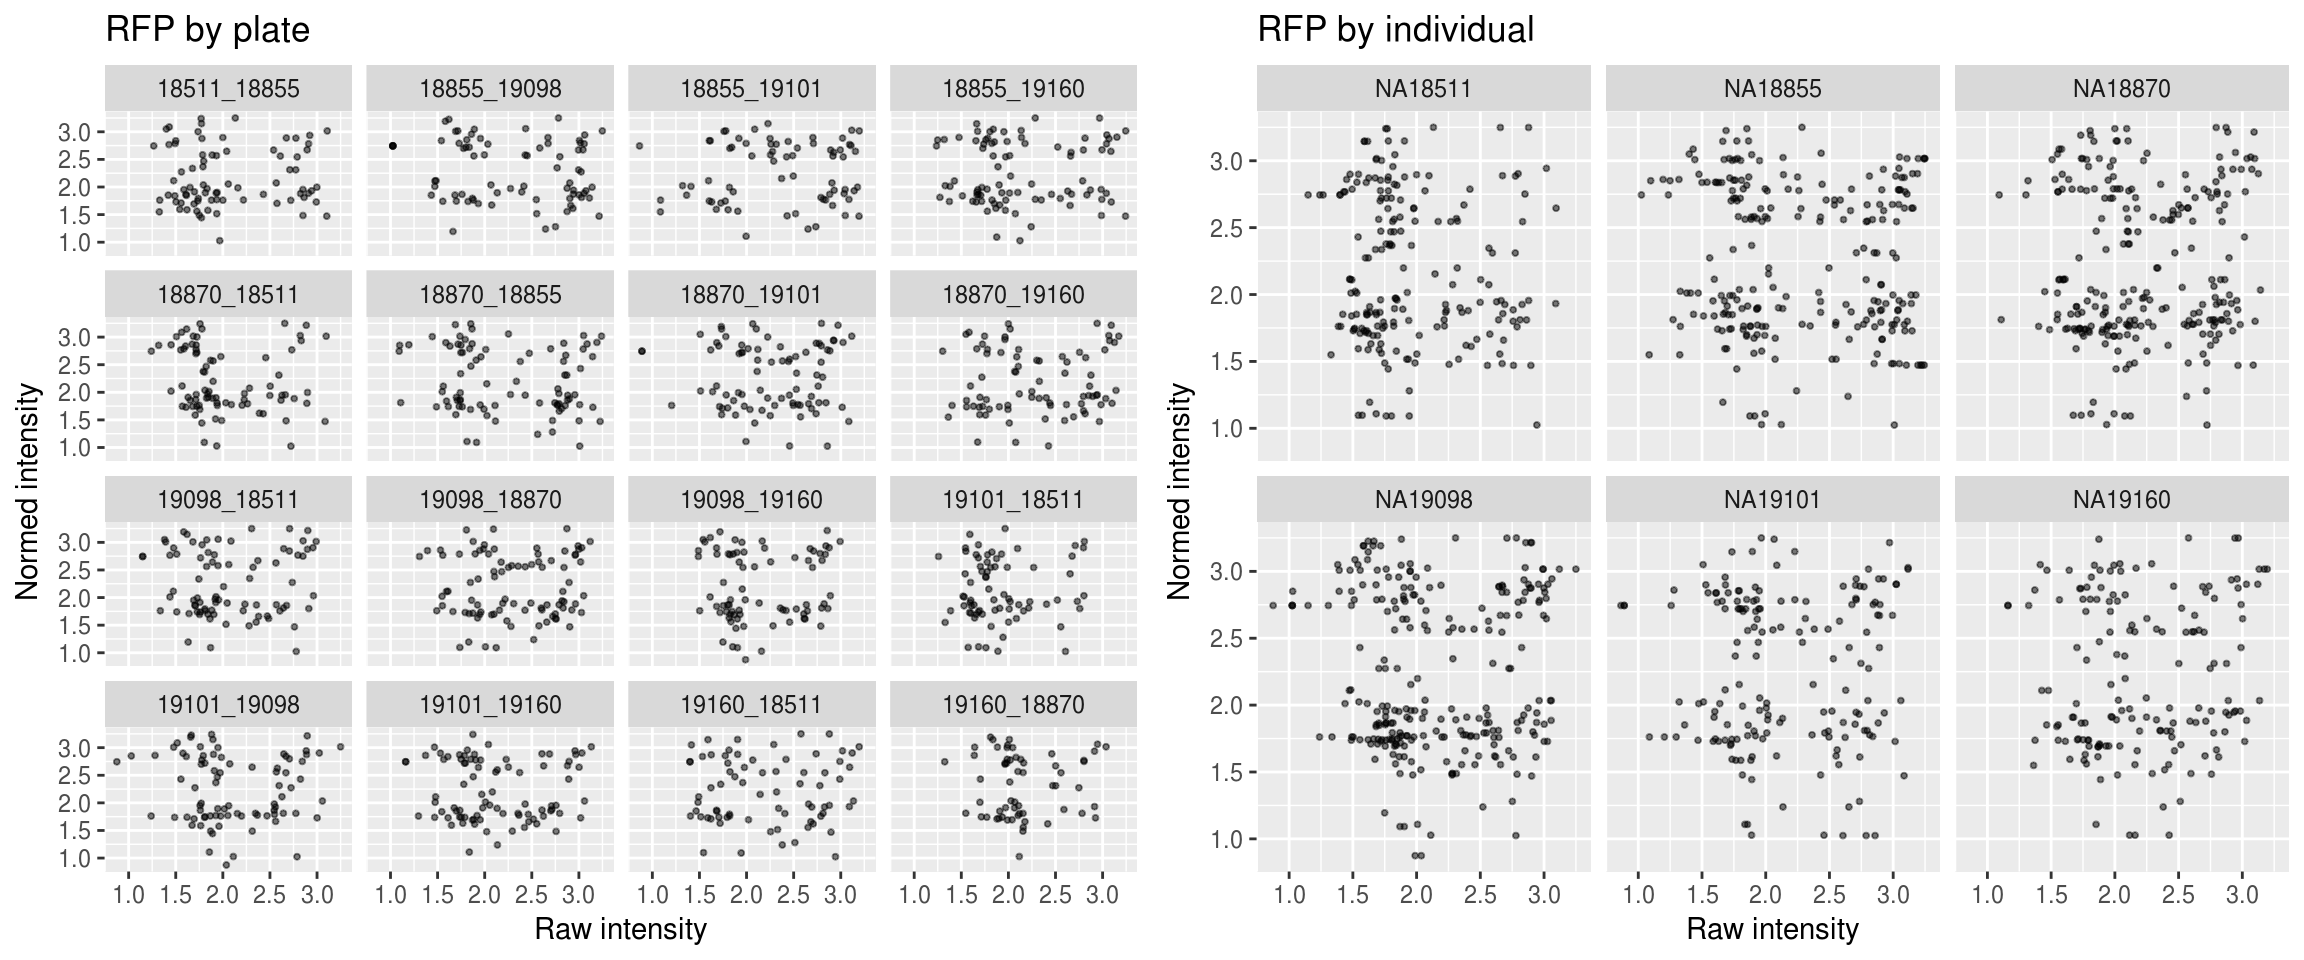 RFP by plate
18511_18855 18855_19098 18855_19101 18855_19160
3.0
2.5
2.0
1.5
1.0
18870_18511 18870_18855 18870_19101 18870_19160
3.0
2.5
2.0
1.5
1.0
19098_18511 19098_18870 19098_19160 19101_18511
3.0
2.5
2.0
1.5
1.0
19101_19098 19101_19160 19160_18511 19160_18870
3.0
2.5
2.0
1.5
1.0
1.0 1.5 2.0 2.5 3.0 1.0 1.5 2.0 2.5 3.0 1.0 1.5 2.0 2.5 3.0 1.0 1.5 2.0 2.5 3.0
Raw intensity
Normed intensity
RFP by individual
NA18511 NA18855 NA18870
3.0
2.5
2.0
1.5
1.0
NA19098 NA19101 NA19160
3.0
2.5
2.0
1.5
1.0
1.0 1.5 2.0 2.5 3.0 1.0 1.5 2.0 2.5 3.0 1.0 1.5 2.0 2.5 3.0
Raw intensity
Normed intensity